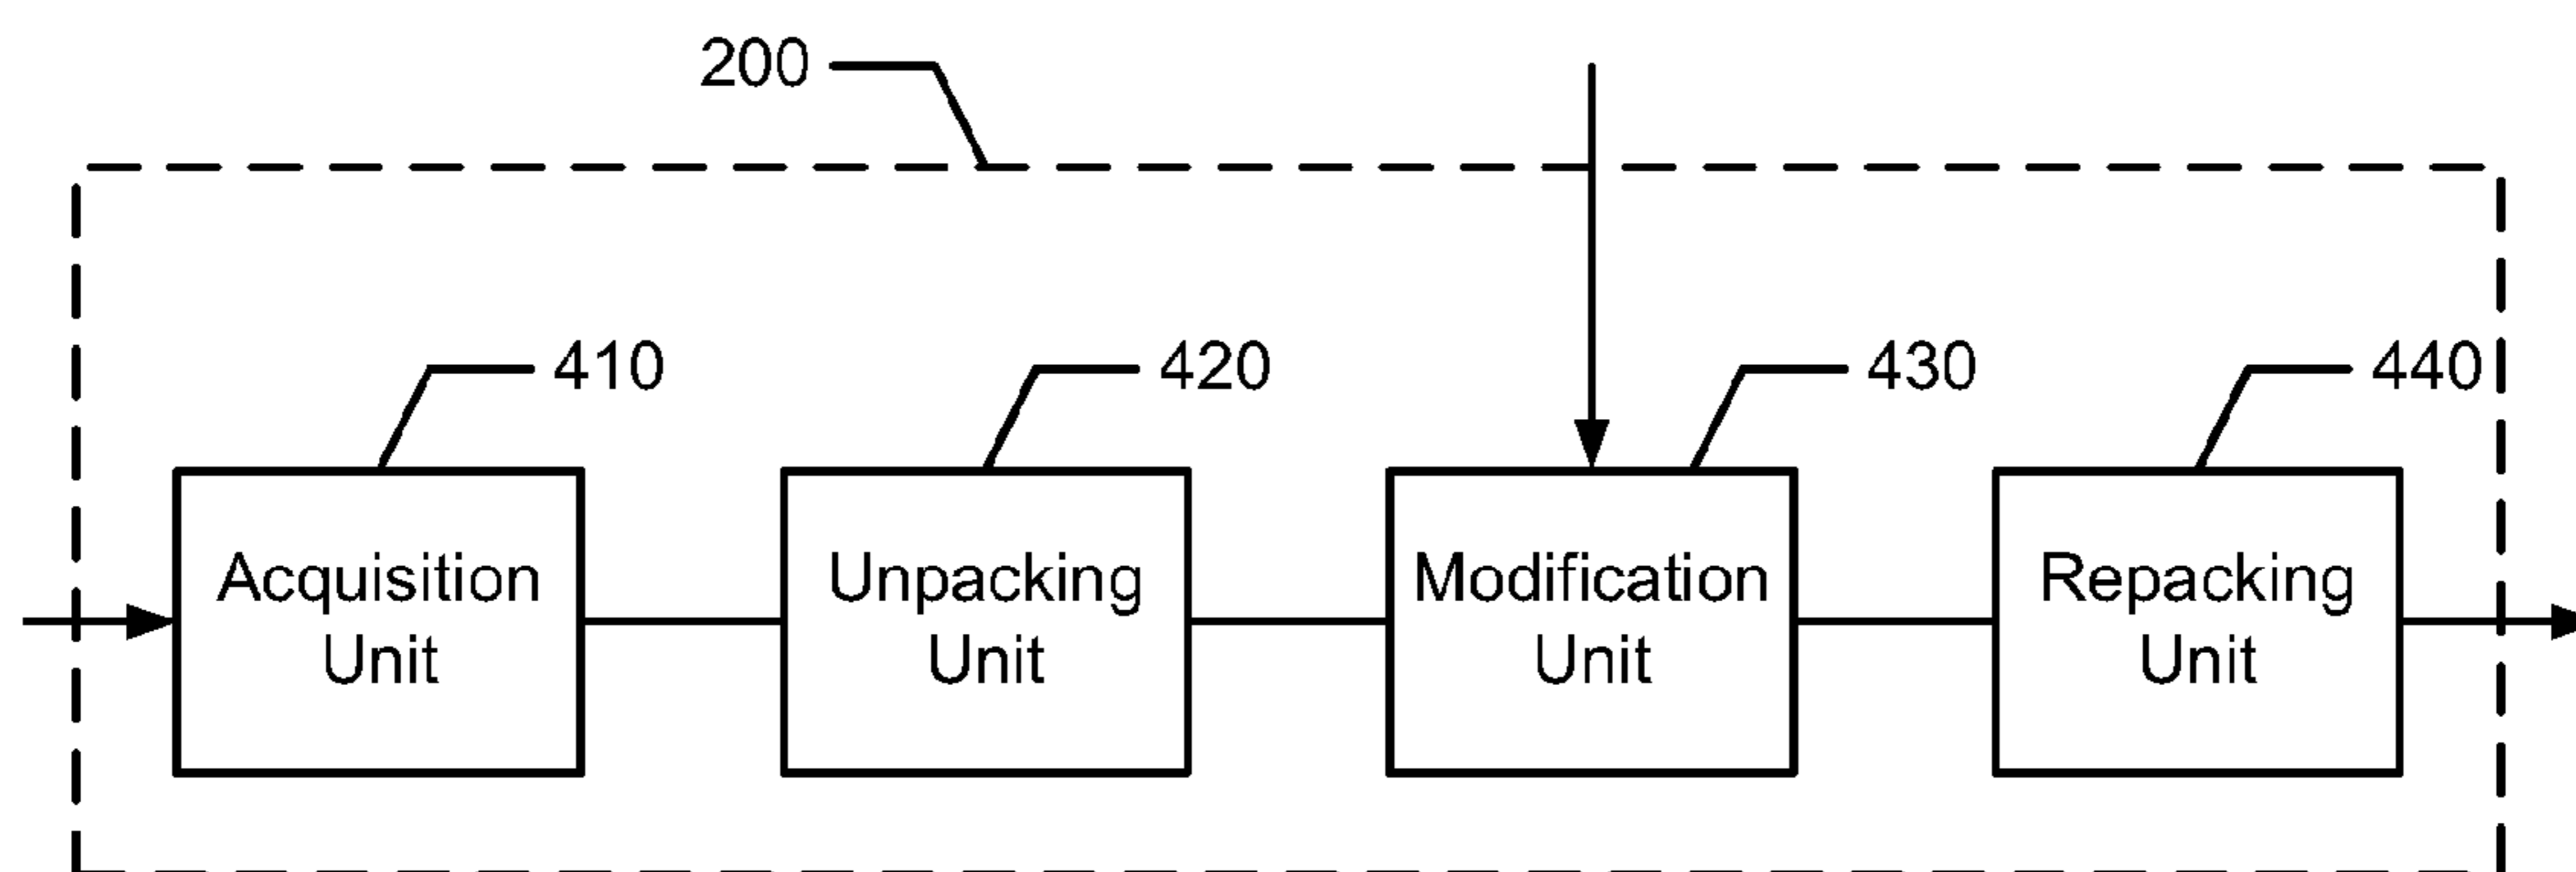 200
410
420
430
440
Acquisition
Unit
Unpacking
Unit
Modification
Unit
Repacking
Unit